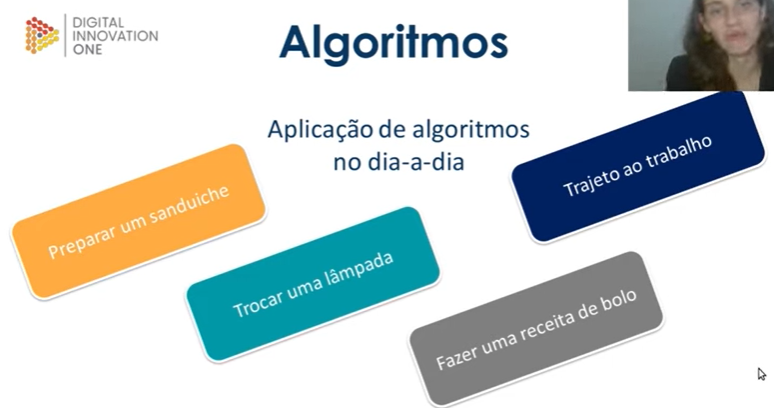 DIGITAL
INNOVATION
ONE
Algoritmos
Aplicação de algoritmos
no dia-a-dia
Preparar um sanduiche
Trocar uma lâmpada
Trajeto ao trabalho
Fazer uma receita de bolo